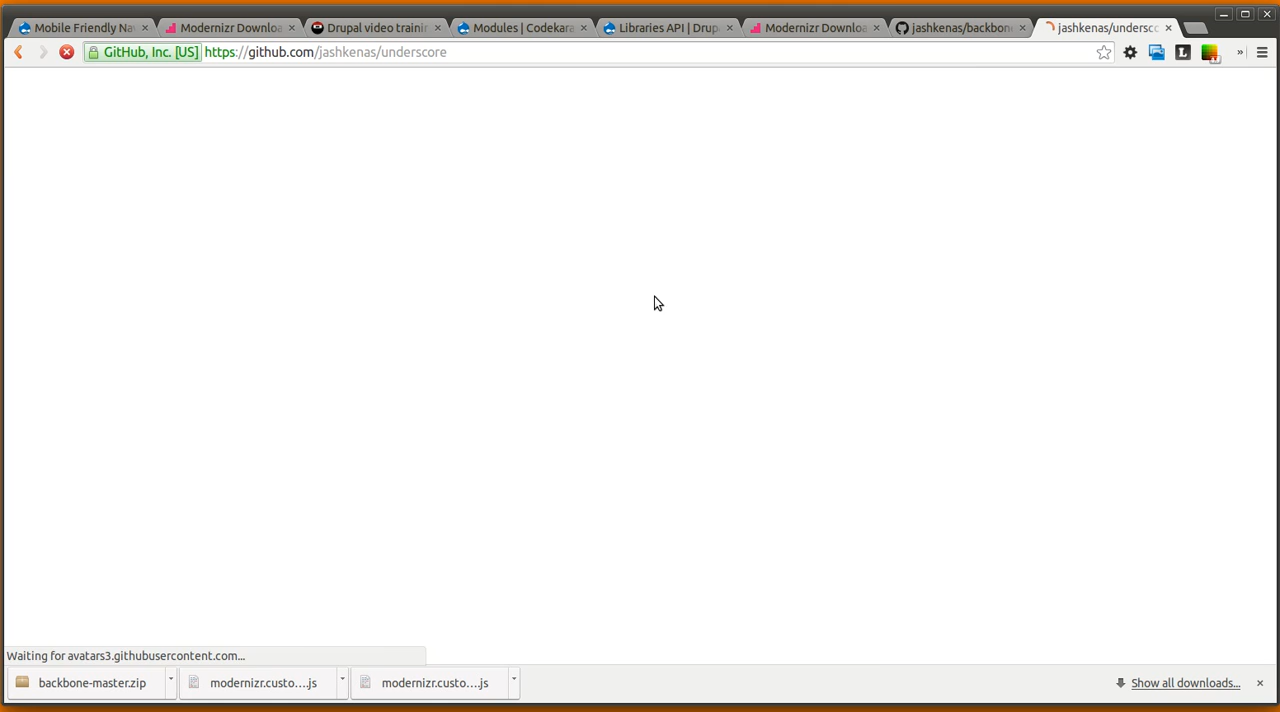 Mobile Friendly Na
Modernizr Downloa
Drupal video trainin
Modules | Codekara
Libraries API | Drup
Modernizr Downloa
jashkenas/backbon
jashkenas/undersc
GitHub, Inc. [US] https://github.com/jashkenas/underscore
Waiting for avatars3.githubusercontent.com...
backbone-master.zip
modernizr.custo....js
modernizr.custo....js
Show all downloads...